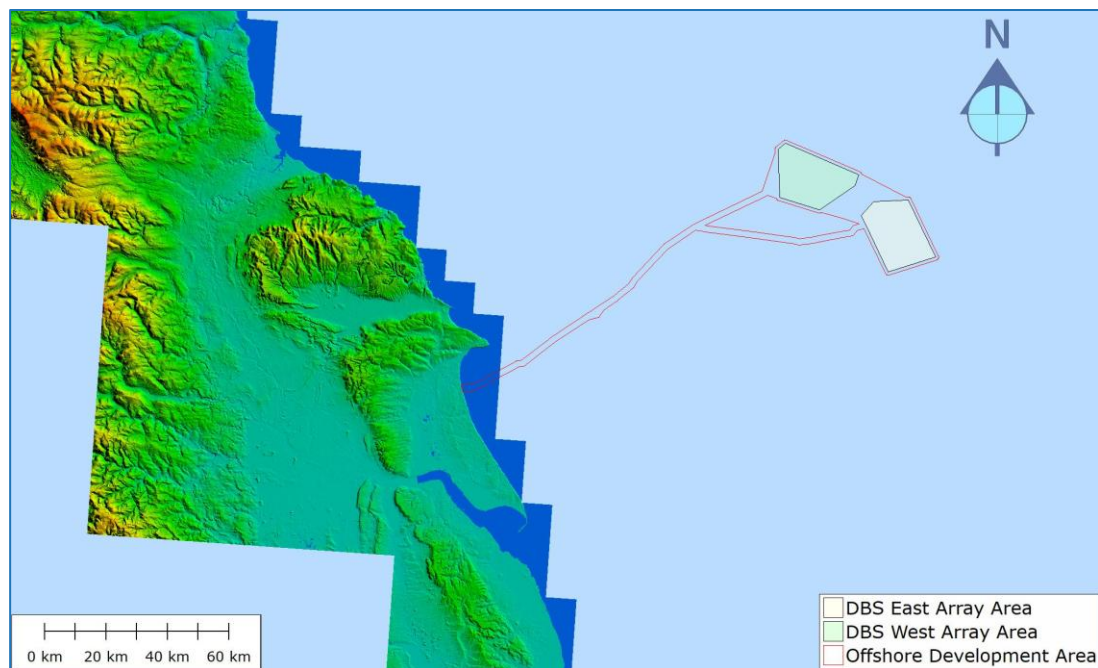 N
DBS East Array Area
DBS West Array Area
Offshore Development Area
0 km 20 km 40 km 60 km